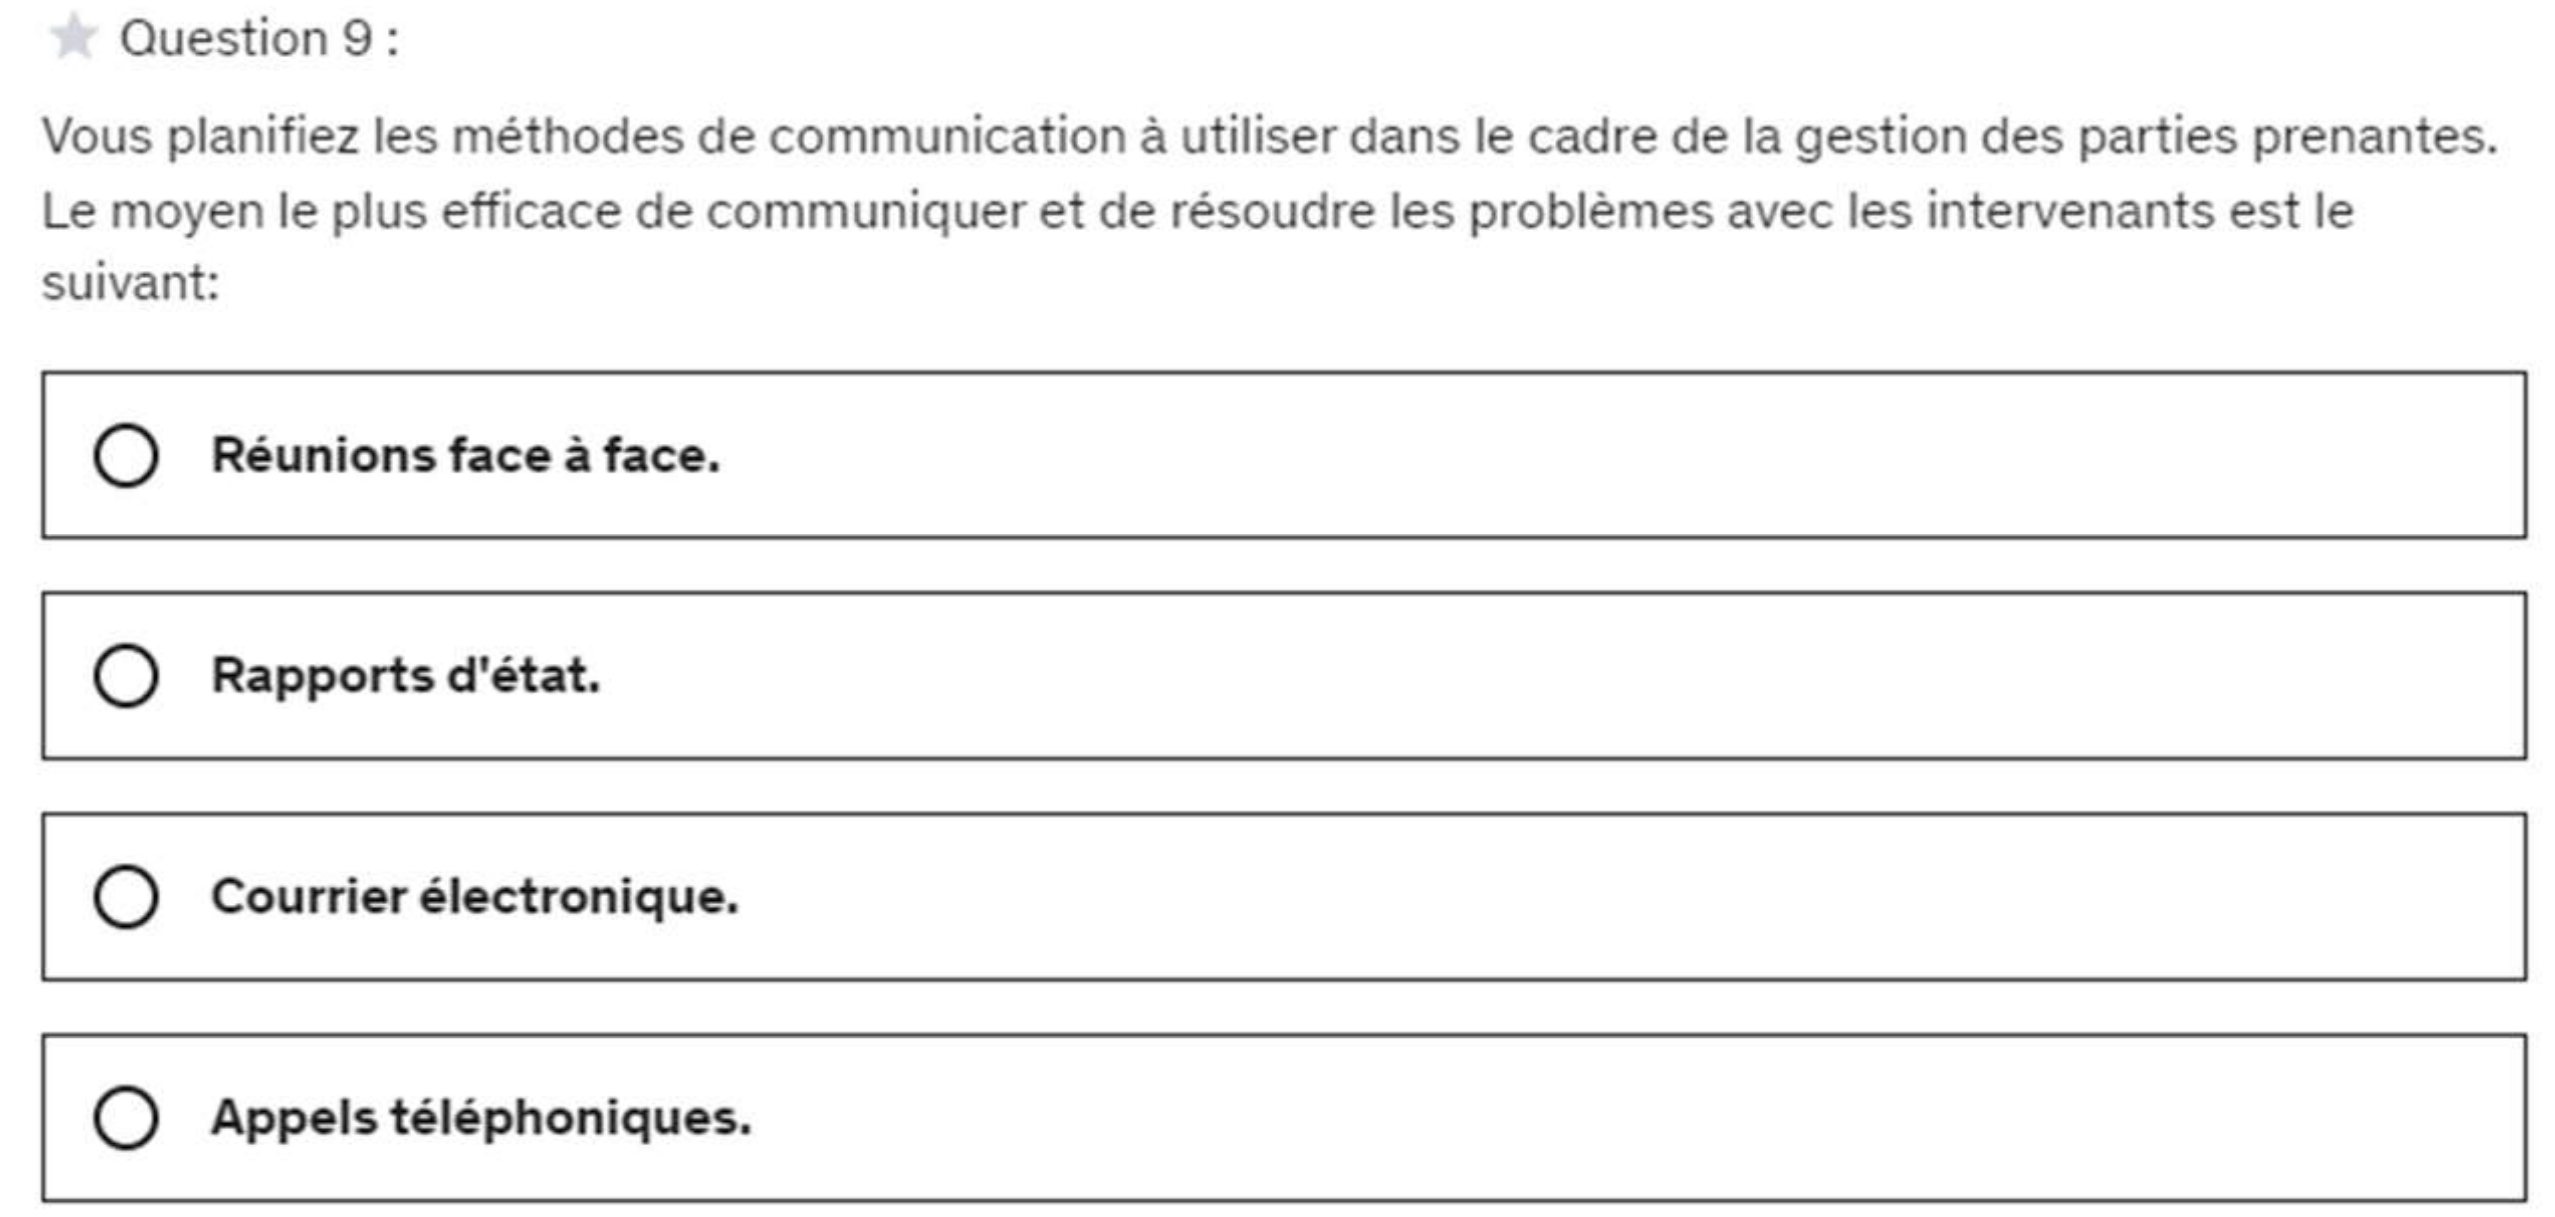 Question 9 :
Vous planifiez les méthodes de communication à utiliser dans le cadre de la gestion des parties prenantes.
Le moyen le plus efficace de communiquer et de résoudre les problèmes avec les intervenants est le
suivant:
Réunions face à face.
Rapports d'état.
Courrier électronique.
Appels téléphoniques.